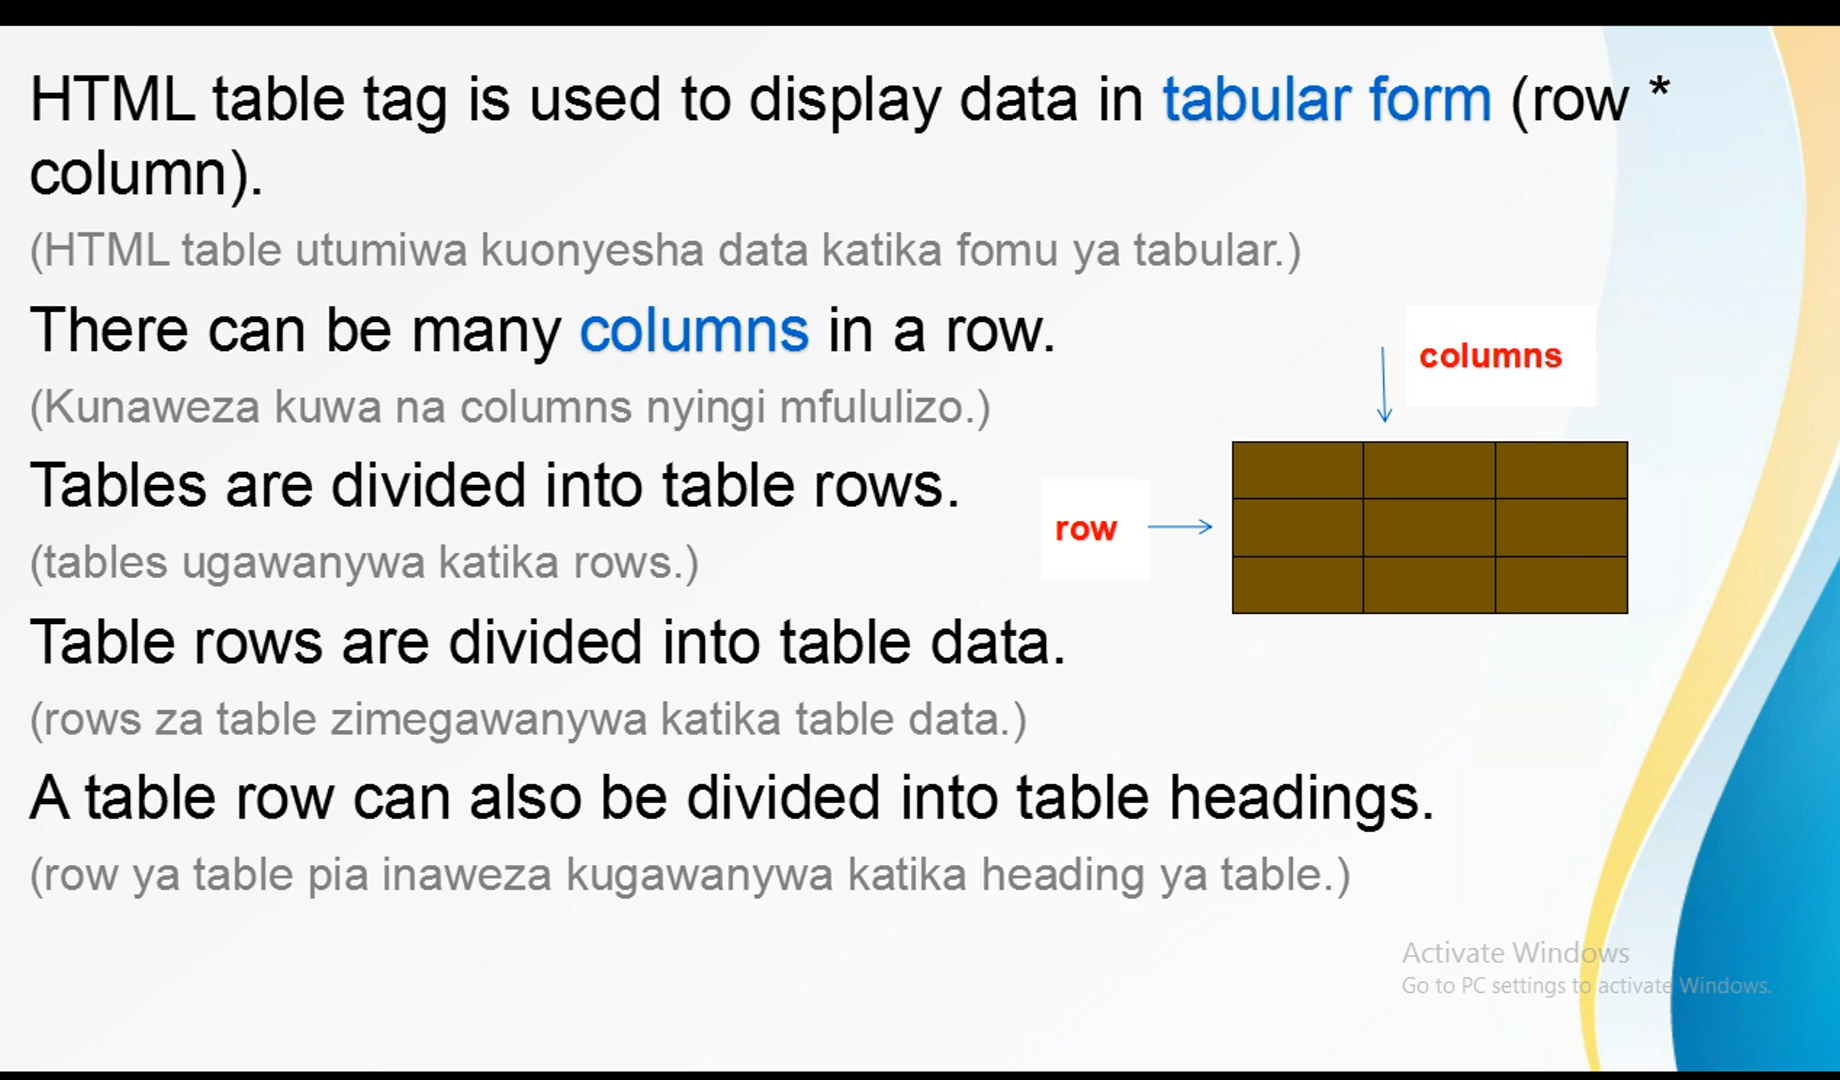 HTML table tag is used to display data in tabular form (row *
column).
(HTML table utumiwa kuonyesha data katika fomu ya tabular.)
There can be many columns in a row.
(Kunaweza kuwa na columns nyingi mfululizo.)
columns
Tables are divided into table rows.
(tables ugawanywa katika rows.)
row
Table rows are divided into table data.
(rows za table zimegawanywa katika table data.)
A table row can also be divided into table headings.
(row ya table pia inaweza kugawanywa katika heading ya table.)
Activate Windows
Go to PC settings to activate Windows.